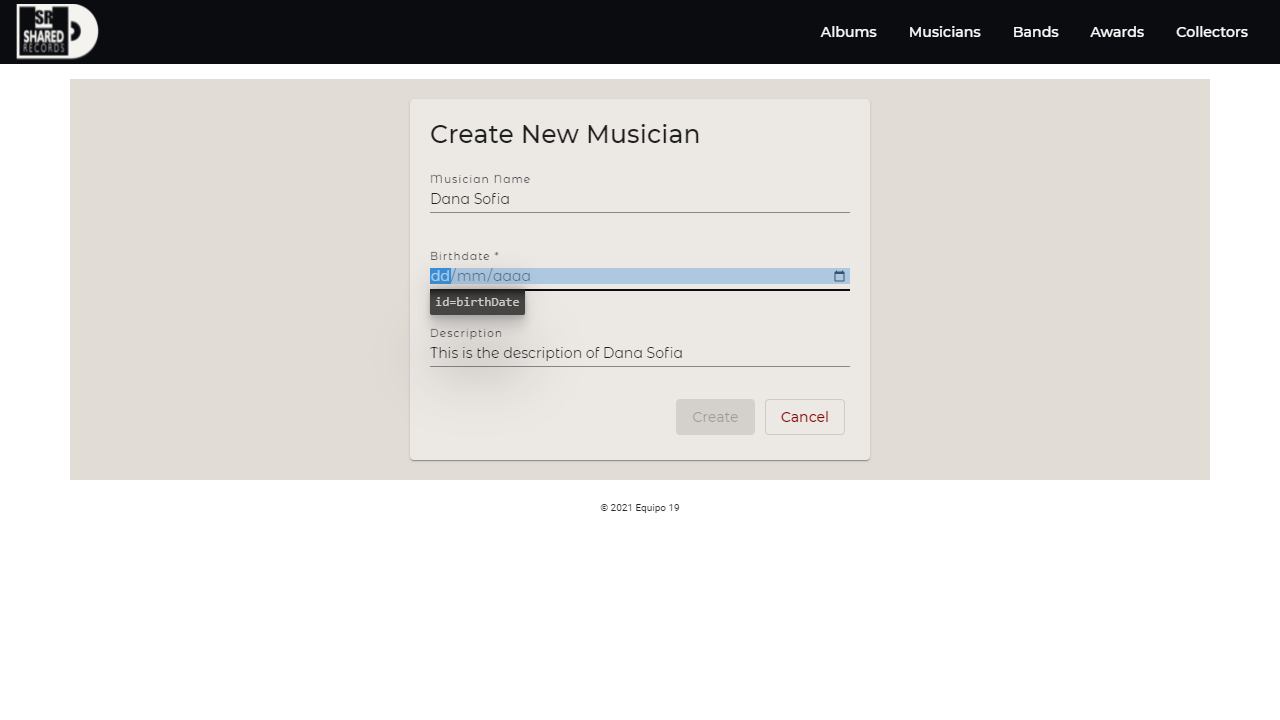 SR
SHARED
RECORDS
Albums Musicians Bands Awards Collectors
Create New Musician
Musician Name
Dana Sofia
Birthdate *
dd/mm/aaaa
id=birthDate
Description
This is the description of Dana Sofia
Create Cancel
© 2021 Equipo 19